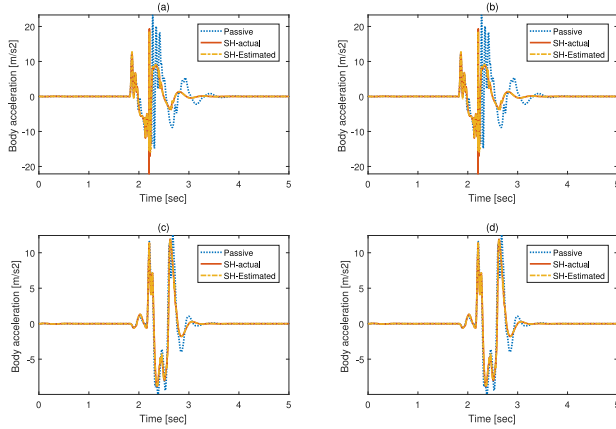 (a)
Body acceleration [m/s2]
20
10
0
-10
-20
Passive
SH-actual
SH-Estimated
0 1 2 3 4 5
Time [sec]
(b)
Body acceleration [m/s2]
20
10
0
-10
-20
Passive
SH-actual
SH-Estimated
0 1 2 3 4 5
Time [sec]
(c)
Body acceleration [m/s2]
10
5
0
-5
Passive
SH-actual
SH-Estimated
0 1 2 3 4 5
Time [sec]
(d)
Body acceleration [m/s2]
10
5
0
-5
Passive
SH-actual
SH-Estimated
0 1 2 3 4 5
Time [sec]